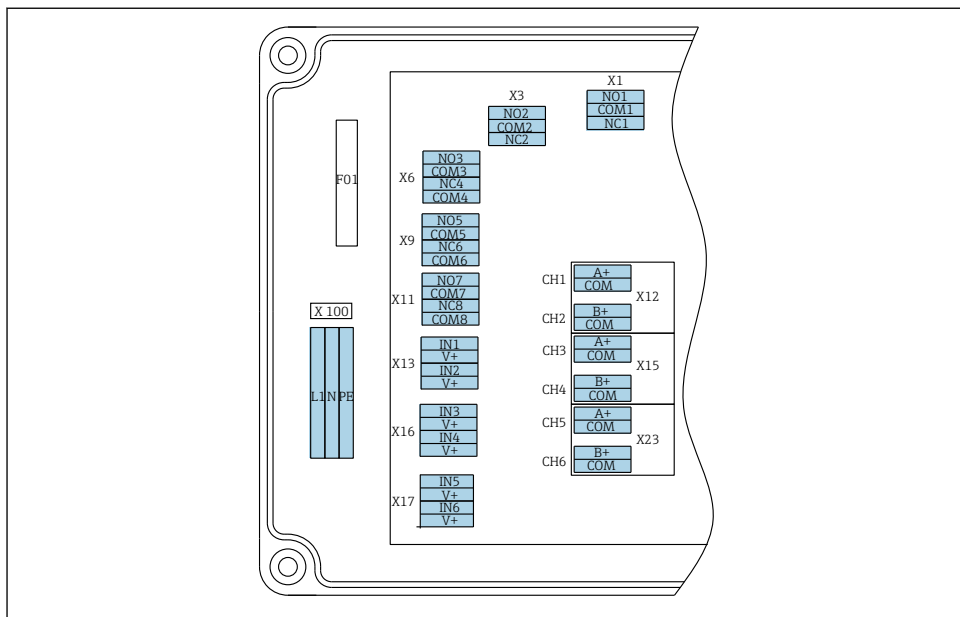 X1
NO1
COM1
NC1
X3
NO2
COM2
NC2
X6
NO3
COM3
NC4
COM4
F01
X9
NO5
COM5
NC6
COM6
X11
NO7
COM7
NC8
COM8
X 100
L1 N PE
X13
IN1
V+
IN2
V+
X16
IN3
V+
IN4
V+
X17
IN5
V+
IN6
V+
CH1
A+
COM
X12
CH2
B+
COM
CH3
A+
COM
X15
CH4
B+
COM
CH5
A+
COM
X23
CH6
B+
COM